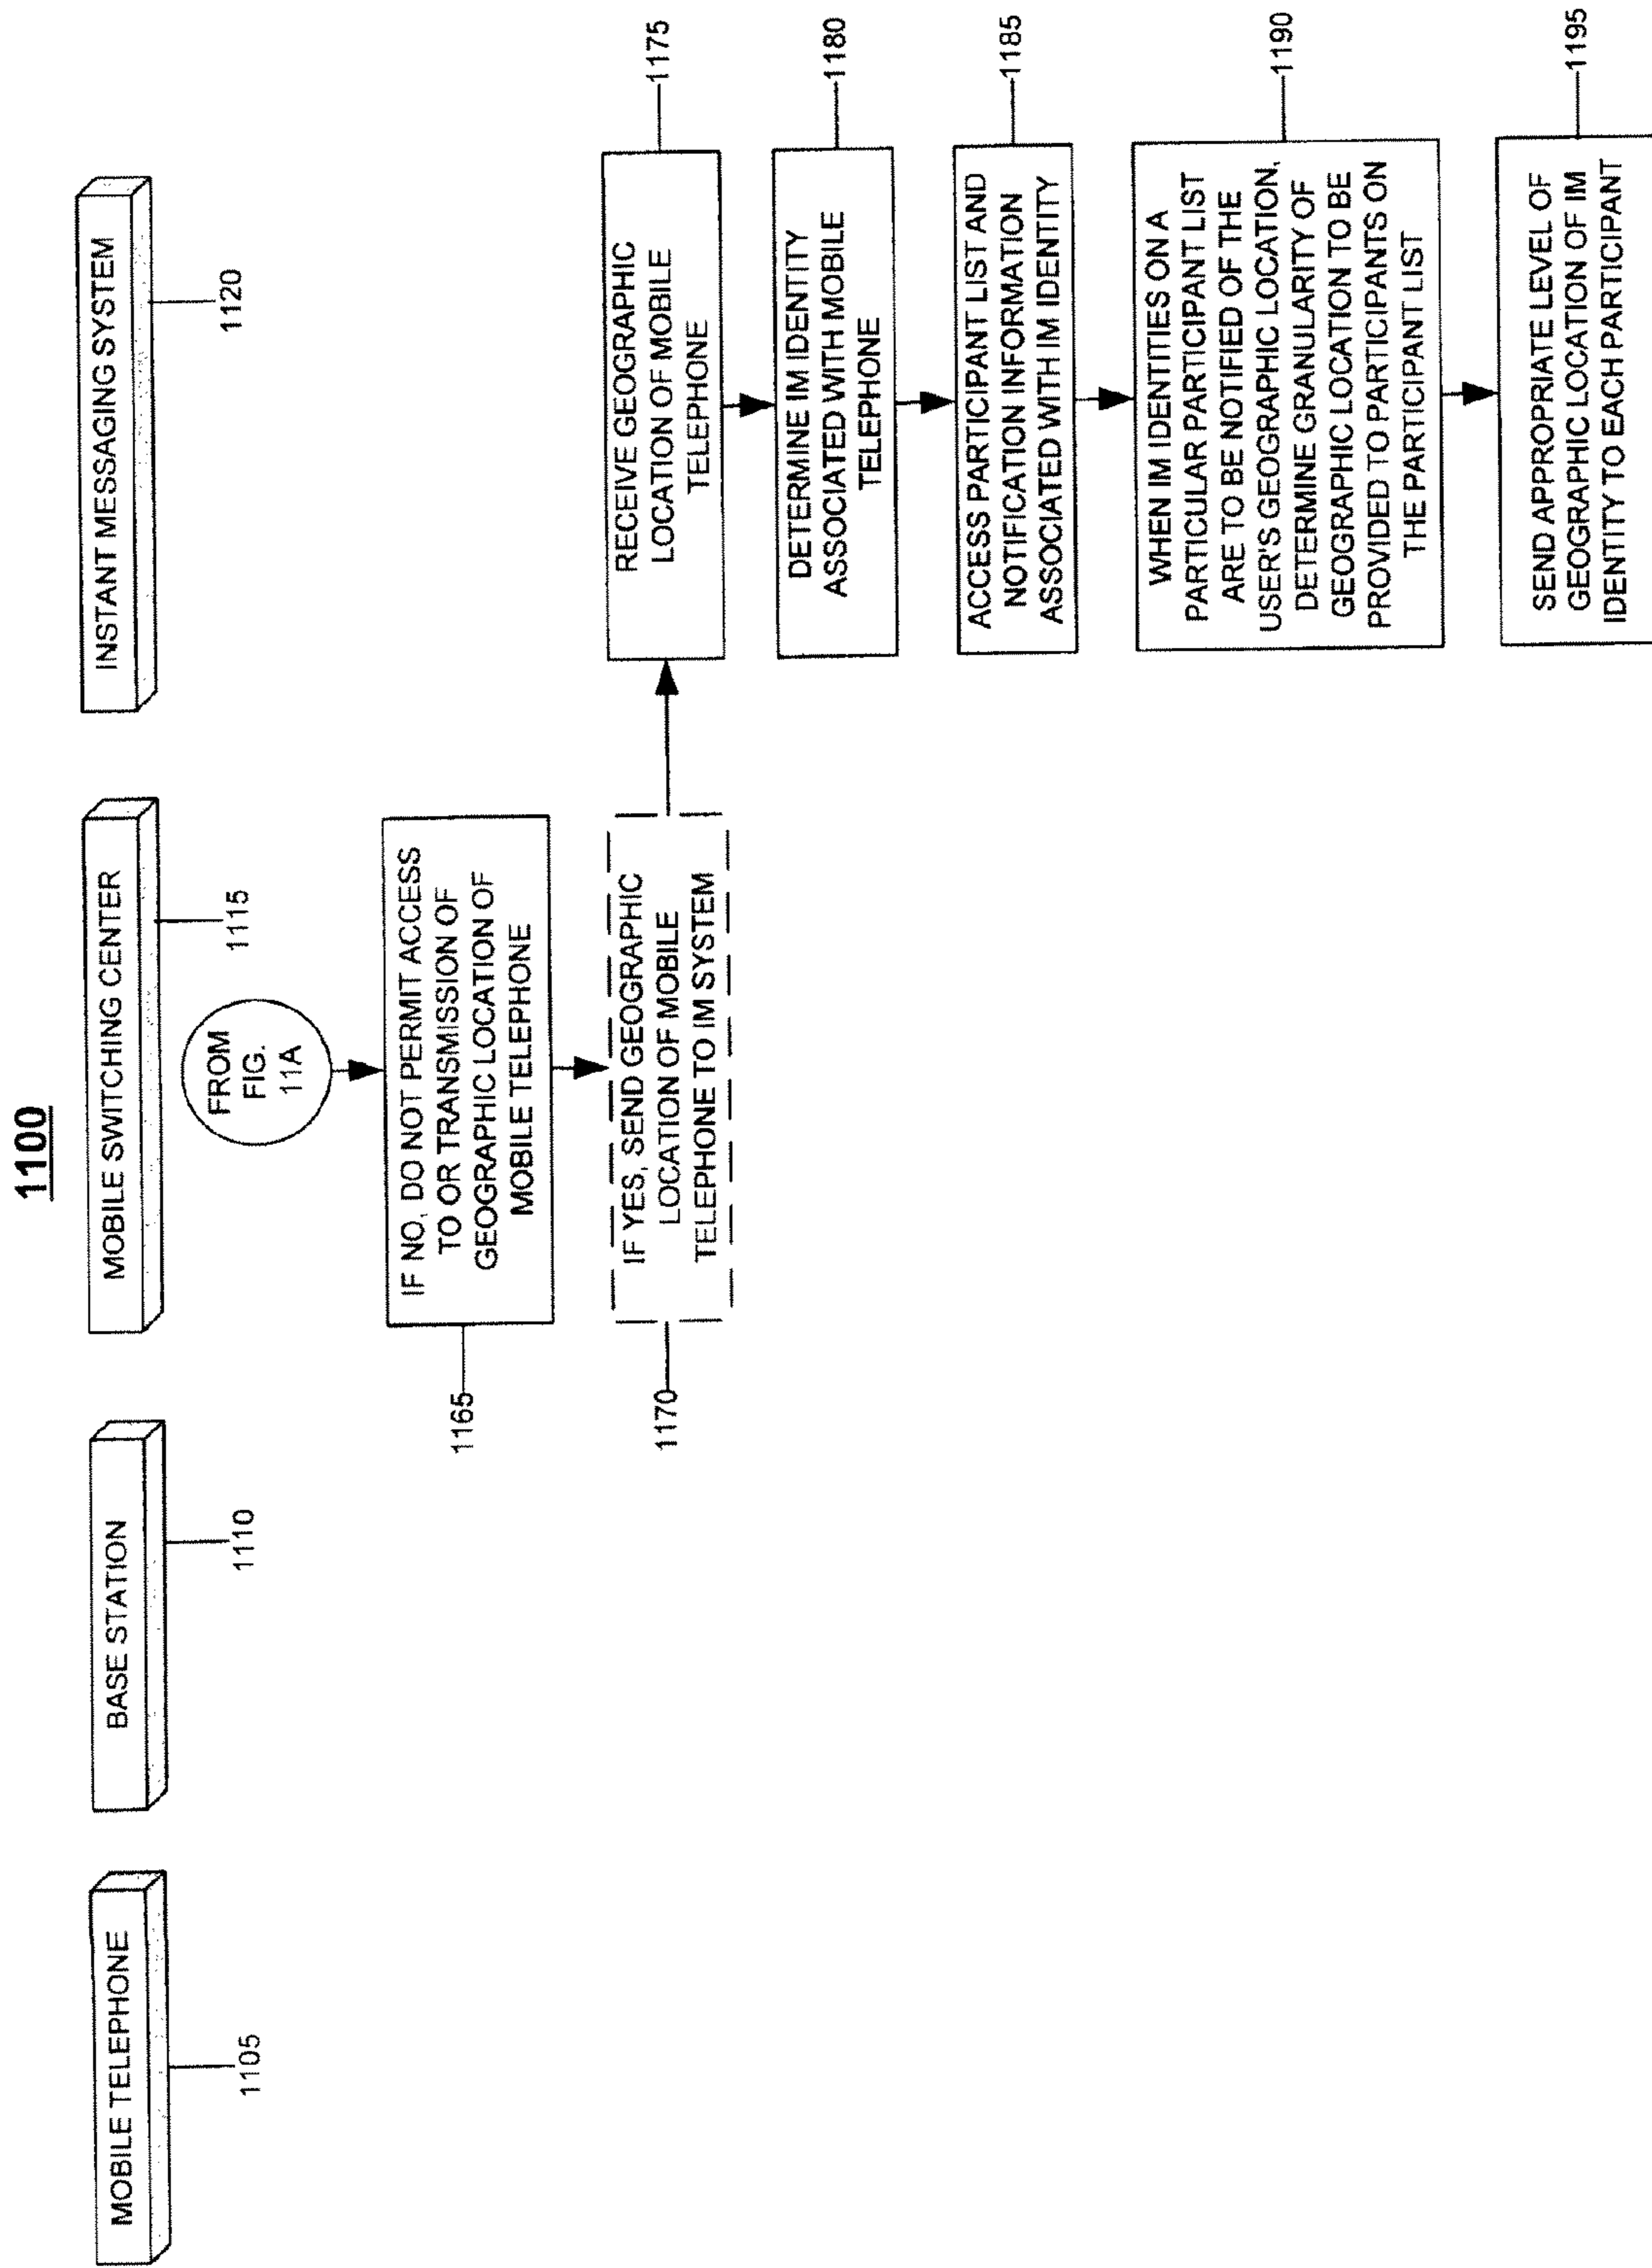 1100
MOBILE TELEPHONE
1105
BASE STATION
1110
MOBILE SWITCHING CENTER
1115
INSTANT MESSAGING SYSTEM
1120
FROM
FIG.
11A
IF NO, DO NOT PERMIT ACCESS
TO OR TRANSMISSION OF
GEOGRAPHIC LOCATION OF
MOBILE TELEPHONE
1165
IF YES, SEND GEOGRAPHIC
LOCATION OF MOBILE
TELEPHONE TO IM SYSTEM
1170
RECEIVE GEOGRAPHIC
LOCATION OF MOBILE
TELEPHONE
1175
DETERMINE IM IDENTITY
ASSOCIATED WITH MOBILE
TELEPHONE
1180
ACCESS PARTICIPANT LIST AND
NOTIFICATION INFORMATION
ASSOCIATED WITH IM IDENTITY
1185
WHEN IM IDENTITIES ON A
PARTICULAR PARTICIPANT LIST
ARE TO BE NOTIFIED OF THE
USER'S GEOGRAPHIC LOCATION,
DETERMINE GRANULARITY OF
GEOGRAPHIC LOCATION TO BE
PROVIDED TO PARTICIPANTS ON
THE PARTICIPANT LIST
1190
SEND APPROPRIATE LEVEL OF
GEOGRAPHIC LOCATION OF IM
IDENTITY TO EACH PARTICIPANT
1195